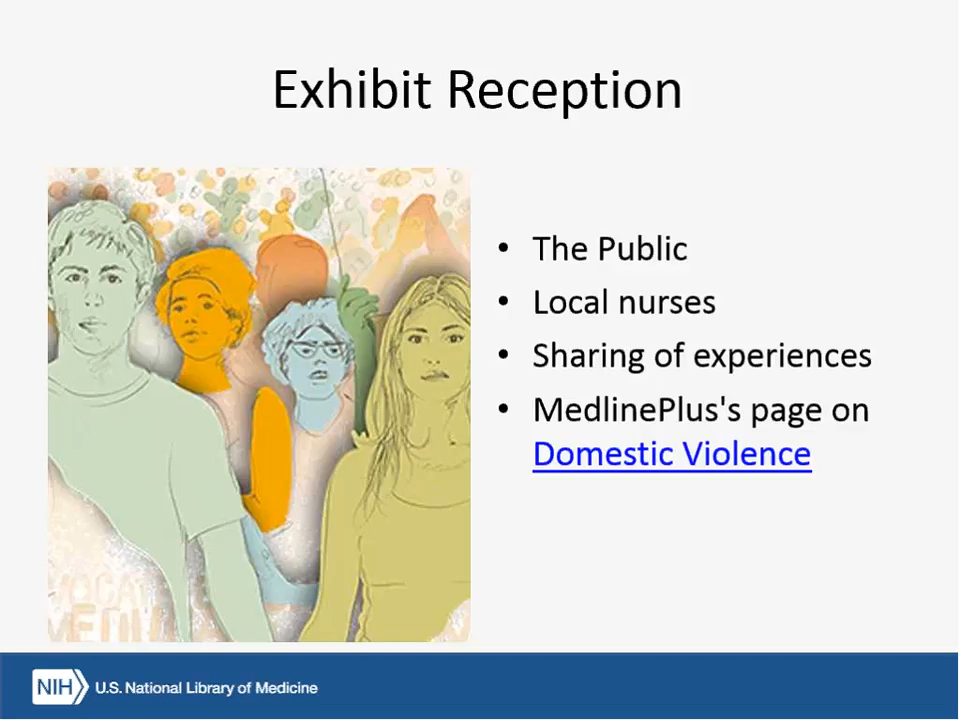 Exhibit Reception
• The Public
• Local nurses
• Sharing of experiences
• MedlinePlus's page on
Domestic Violence
NIH U.S. National Library of Medicine